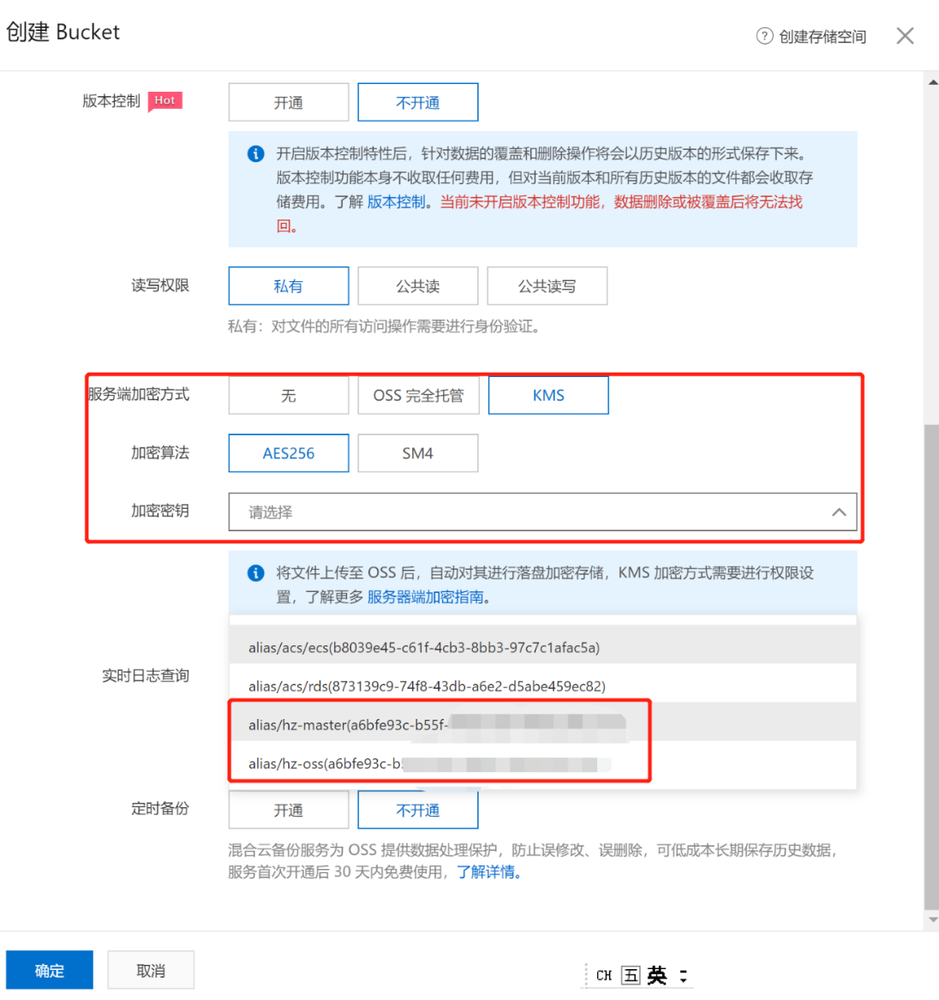 创建 Bucket
? 创建存储空间
版本控制 Hot
开通 不开通
开启版本控制特性后，针对数据的覆盖和删除操作将会以历史版本的形式保存下来。
版本控制功能本身不收取任何费用，但对当前版本和所有历史版本的文件都会收取存
储费用。了解 版本控制。当前未开启版本控制功能，数据删除或被覆盖后将无法找
回。
读写权限 私有 公共读 公共读写
私有：对文件的所有访问操作需要进行身份验证。
服务端加密方式 无 OSS 完全托管 KMS
加密算法 AES256 SM4
加密密钥 请选择
将文件上传至 OSS 后，自动对其进行落盘加密存储，KMS 加密方式需要进行权限设
置，了解更多 服务器端加密指南。
alias/acs/ecs(b8039e45-c61f-4cb3-8bb3-97c7c1afac5a)
实时日志查询
alias/acs/rds(873139c9-74f8-43db-a6e2-d5abe459ec82)
alias/hz-master(a6bfe93c-b55f-
alias/hz-oss(a6bfe93c-b
定时备份 开通 不开通
混合云备份服务为 OSS 提供数据处理保护，防止误修改、误删除，可低成本长期保存历史数据，
服务首次开通后 30 天内免费使用，了解详情。
确定 取消
CH 五 英